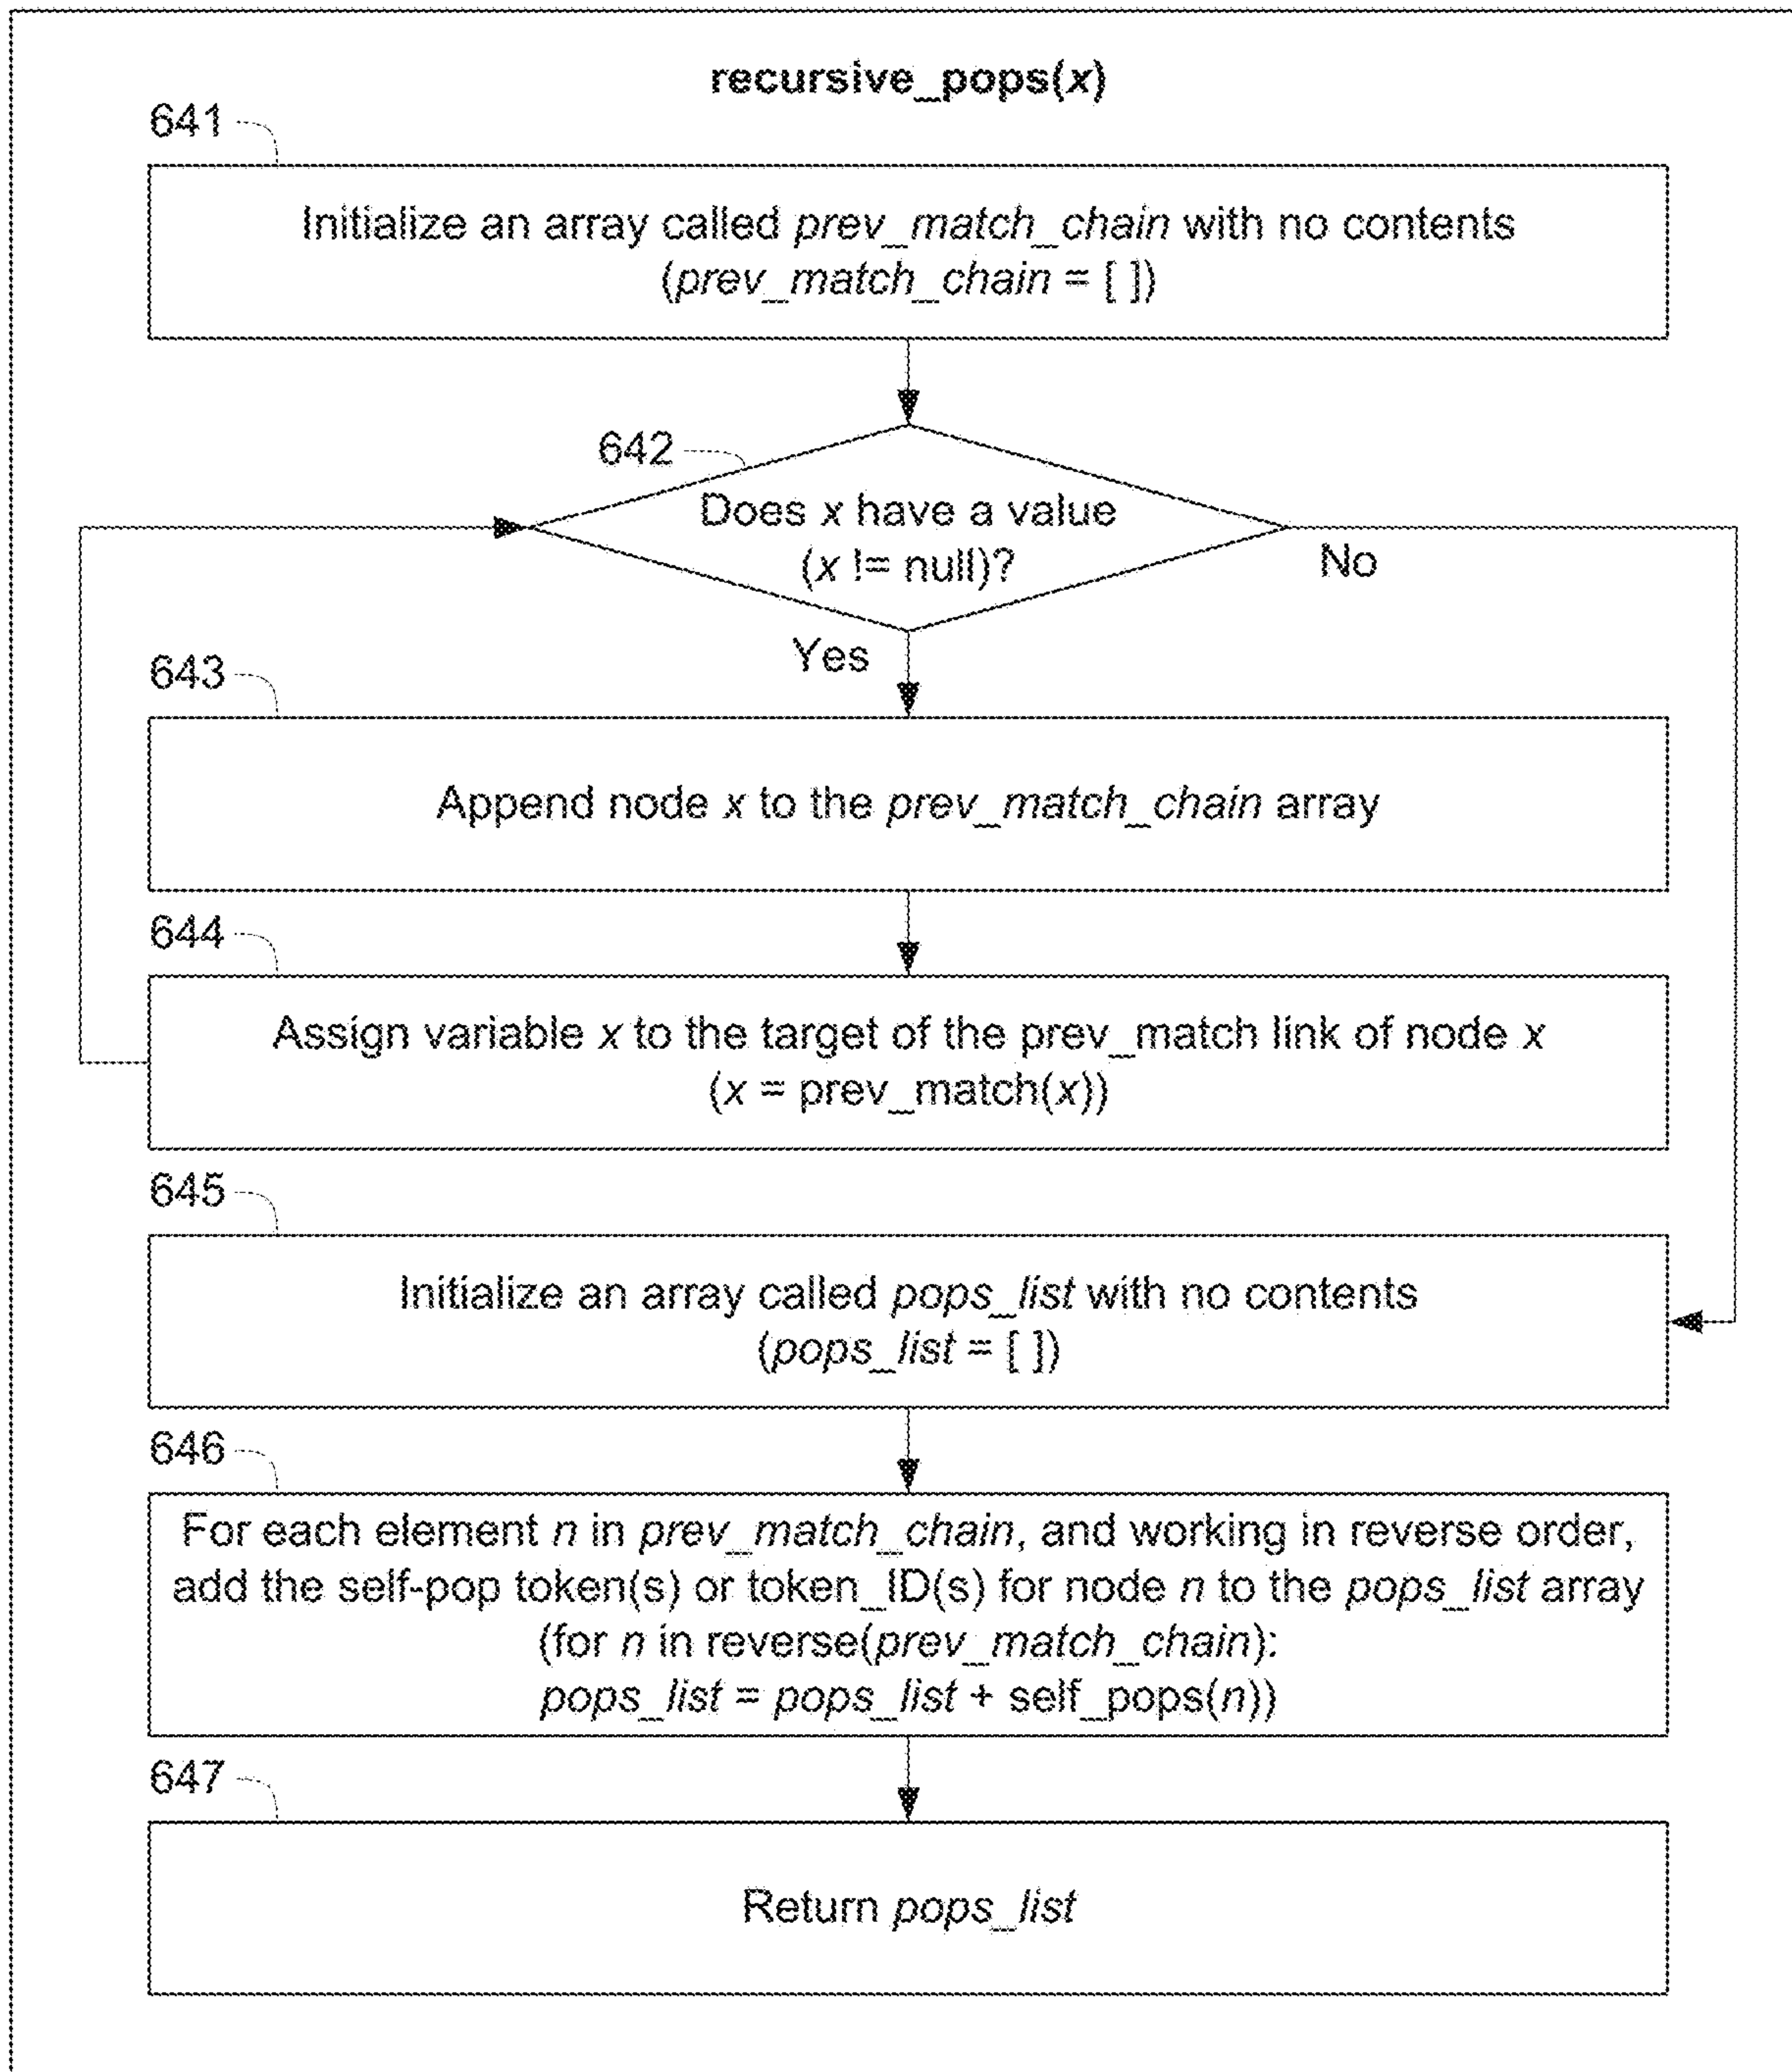 recursive_pops(x)
641
Initialize an array called prev_match_chain with no contents
(prev_match_chain = [ ])
642
Does x have a value
(x != null)?
No
Yes
643
Append node x to the prev_match_chain array
644
Assign variable x to the target of the prev_match link of node x
(x = prev_match(x))
645
Initialize an array called pops_list with no contents
(pops_list = [ ])
646
For each element n in prev_match_chain, and working in reverse order,
add the self-pop token(s) or token_ID(s) for node n to the pops_list array
(for n in reverse(prev_match_chain):
pops_list = pops_list + self_pops(n))
647
Return pops_list